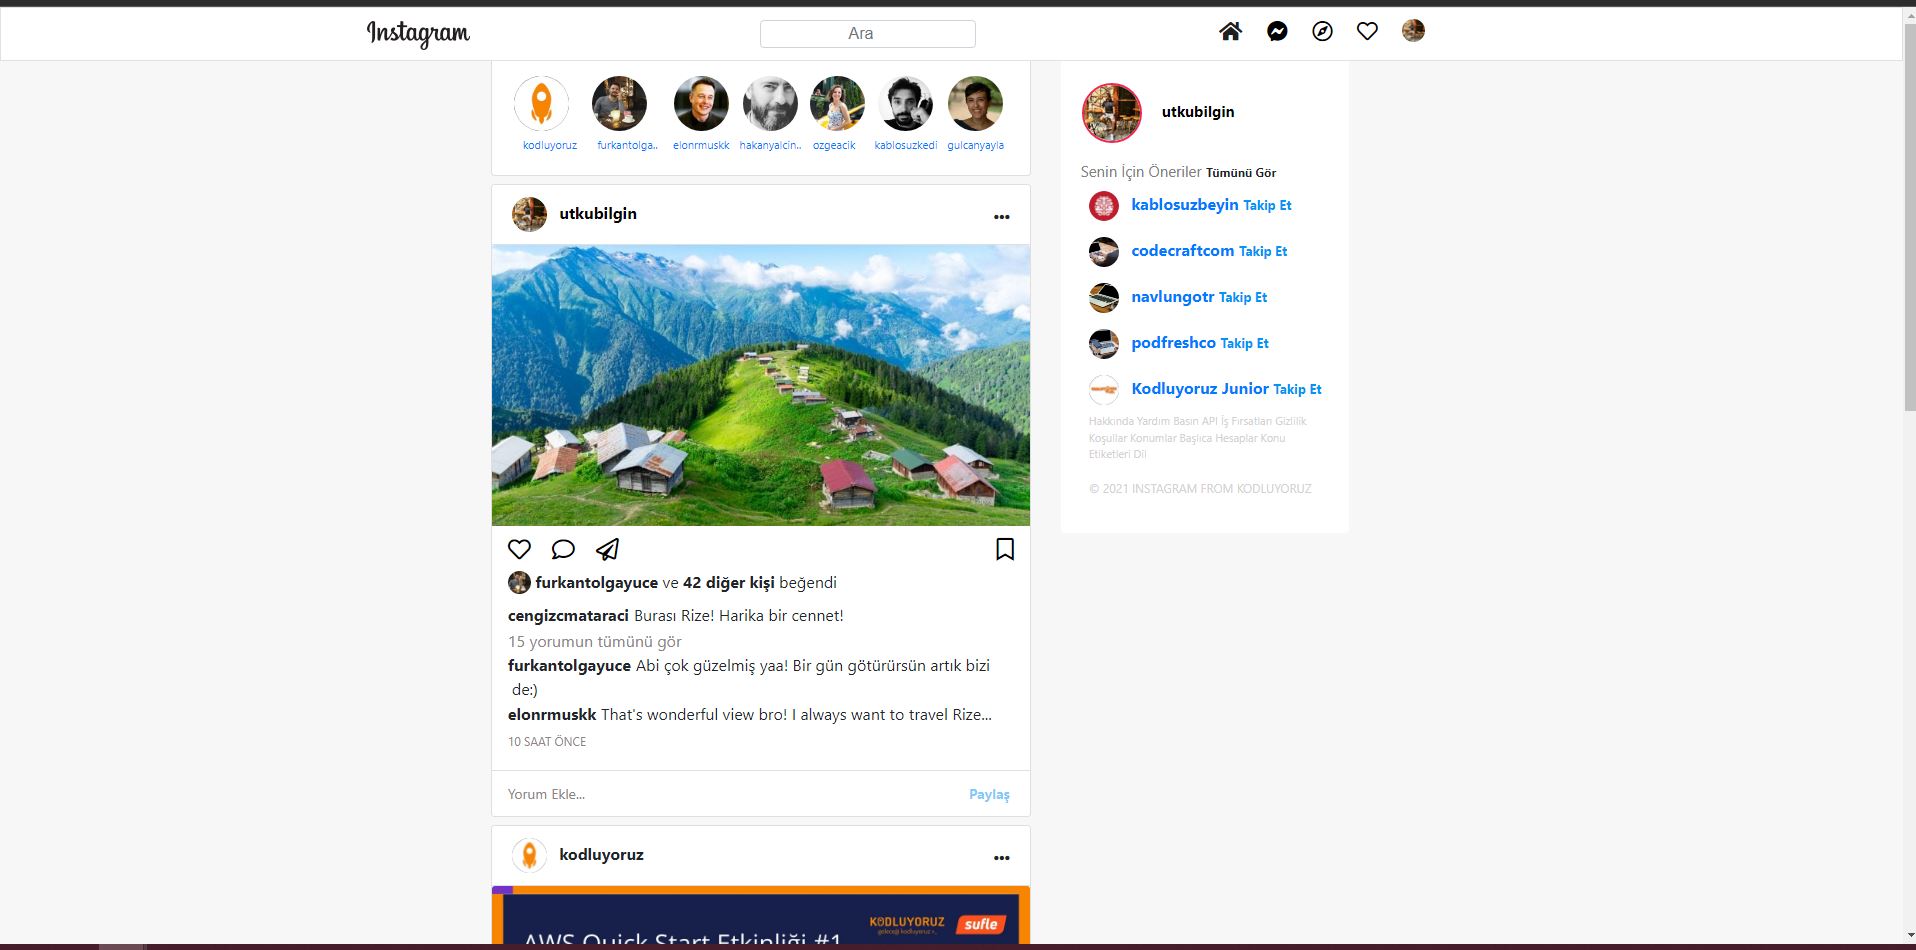 Instagram
Ara
kodluyoruz furkantolga.. elonrmuskk hakanyalcin.. ozgeacik kablosuzkedi gulcanyayla
utkubilgin
furkantolgayuce ve 42 diğer kişi beğendi
cengizcmataraci Burası Rize! Harika bir cennet!
15 yorumun tümünü gör
furkantolgayuce Abi çok güzelmiş yaa! Bir gün götürürsün artık bizi
de:)
elonrmuskk That's wonderful view bro! I always want to travel Rize...
10 SAAT ÖNCE
Yorum Ekle... Paylaş
kodluyoruz
KODLUYORUZ
geleceği kodluyoruz >_
sufle
AWS Quick Start Etkinliği #1
utkubilgin
Senin İçin Öneriler Tümünü Gör
kablosuzbeyin Takip Et
codecraftcom Takip Et
navlungotr Takip Et
podfreshco Takip Et
Kodluyoruz Junior Takip Et
Hakkında Yardım Basın API İş Fırsatları Gizlilik
Koşullar Konumlar Başlıca Hesaplar Konu
Etiketleri Dil
© 2021 INSTAGRAM FROM KODLUYORUZ